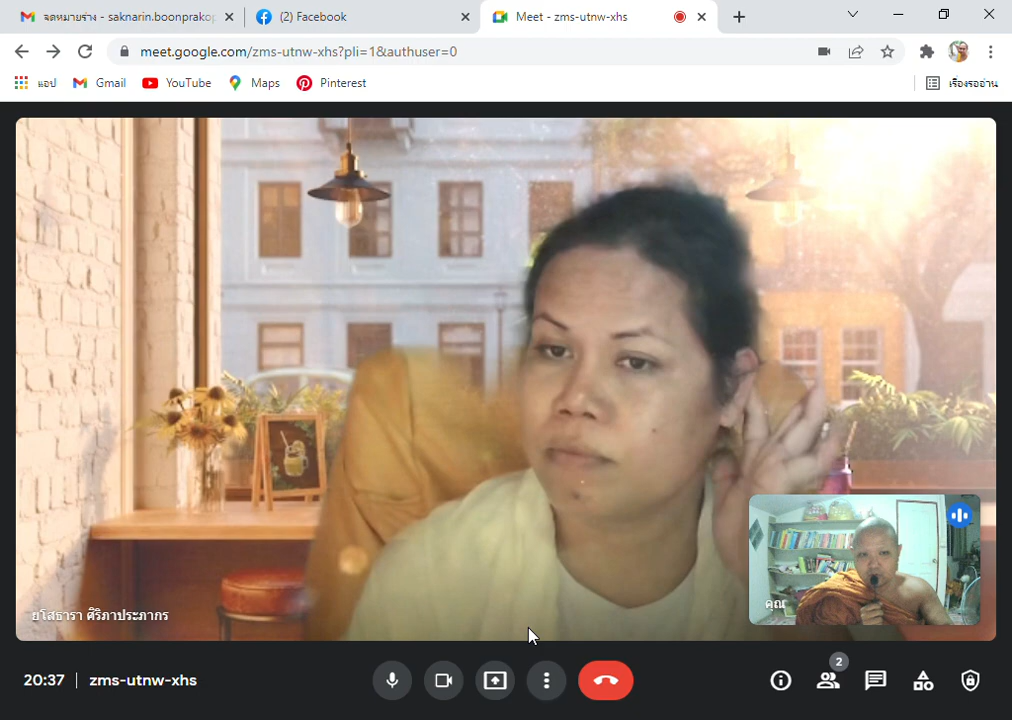 จดหมายร่าง - saknarin.boonprako
(2) Facebook
Meet - zms-utnw-xhs
meet.google.com/zms-utnw-xhs?pli=1&authuser=0
แอป
Gmail
YouTube
Maps
Pinterest
เรื่องรออ่าน
ยโสธารา ศิริภาประภากร
คุณ
20:37
zms-utnw-xhs
2